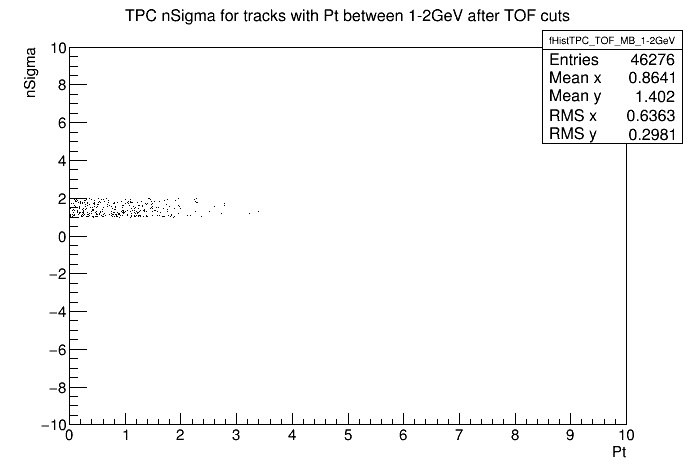 TPC nSigma for tracks with Pt between 1-2GeV after TOF cuts
fHistTPC_TOF_MB_1-2GeV
Entries 46276
Mean x 0.8641
Mean y 1.402
RMS x 0.6363
RMS y 0.2981
nSigma
10
8
6
4
2
0
−2
−4
−6
−8
−10
0 1 2 3 4 5 6 7 8 9 10
Pt